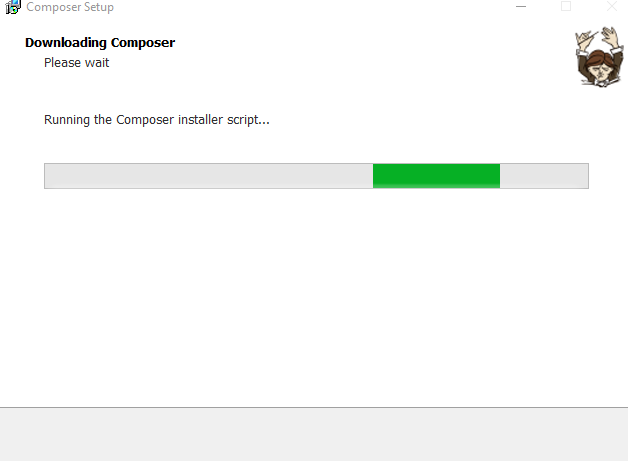 Composer Setup
Downloading Composer
Please wait
Running the Composer installer script...